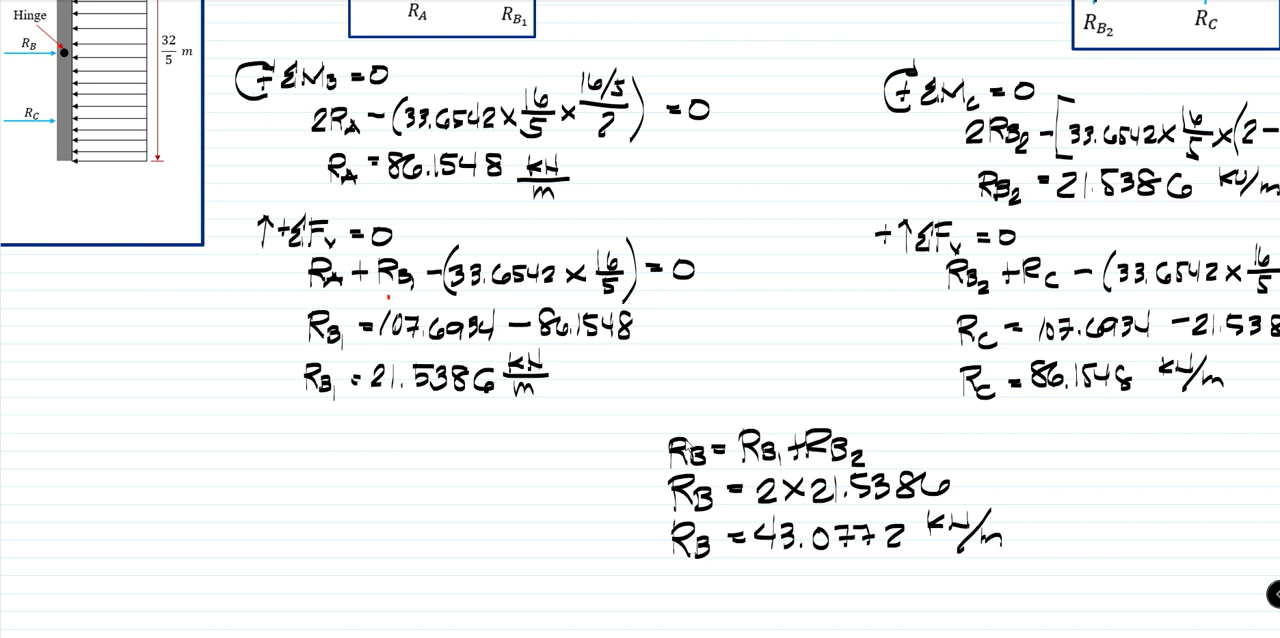 Hinge
R_B
32/5 m
R_C
R_A R_B1
R_B2 R_C
+ΣM_B = 0
2R_A − (33.6542 × 16/5 × (16/5)/2) = 0
R_A = 86.1548 kN/m
↑+ΣF_v = 0
R_A + R_B1 − (33.6542 × 16/5) = 0
R_B1 = 107.6934 − 86.1548
R_B1 = 21.5386 kN/m
+ΣM_C = 0
2R_B2 − [33.6542 × 16/5 × (2 −
R_B2 = 21.5386 kN/m
+↑ΣF_v = 0
R_B2 + R_C − (33.6542 × 16/5
R_C = 107.6934 − 21.538
R_C = 86.1548 kN/m
R_B = R_B1 + R_B2
R_B = 2 × 21.5386
R_B = 43.0772 kN/m